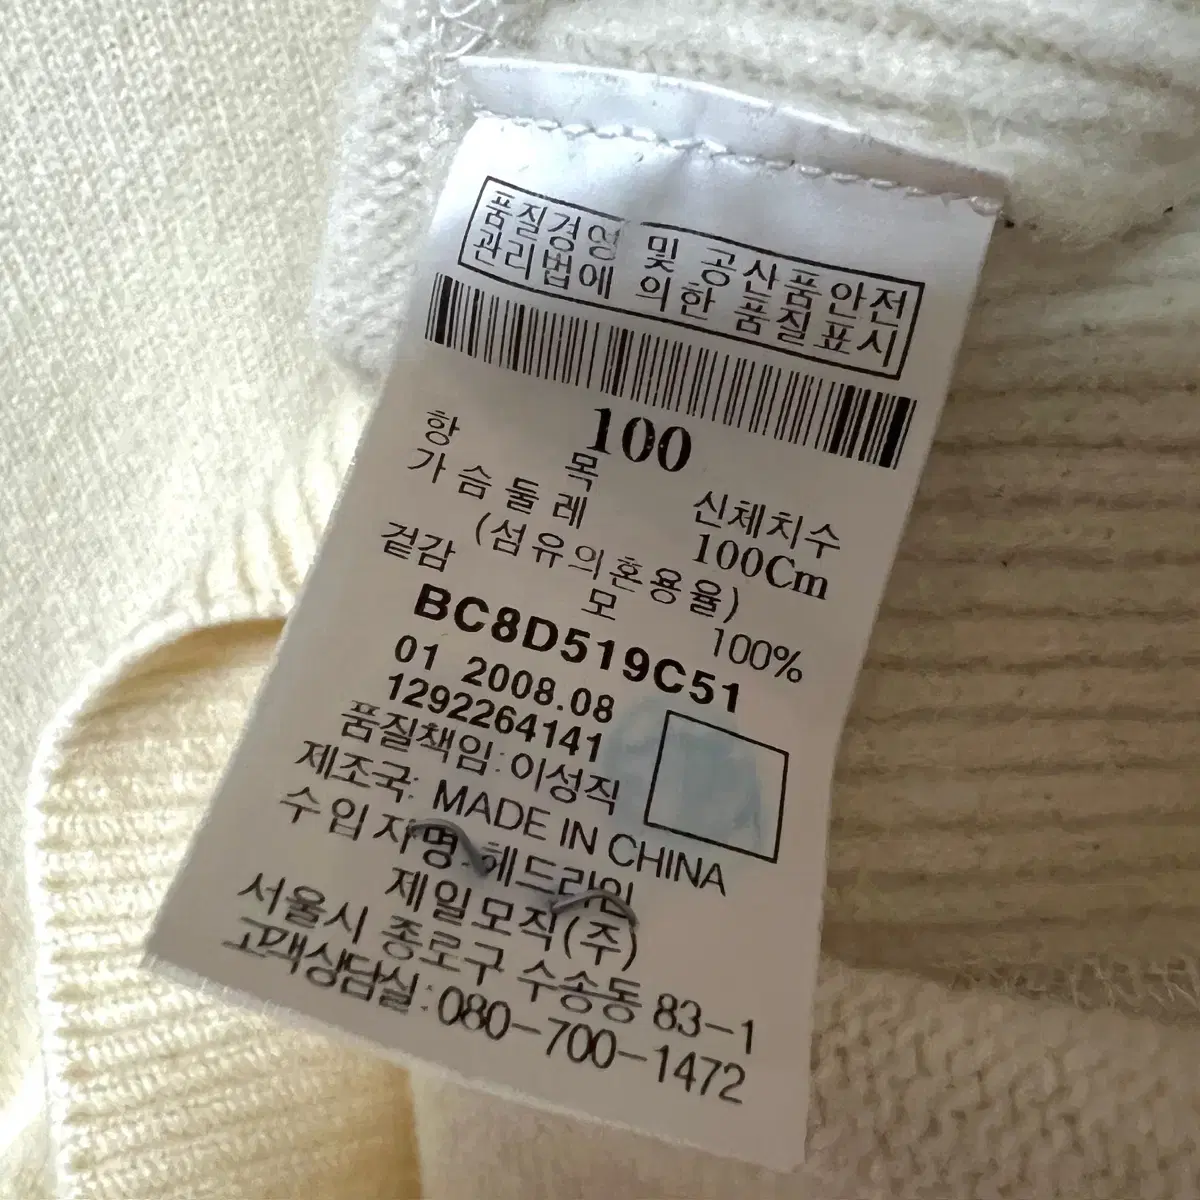 품질경영 및 공산품안전
관리법에 의한 품질표시
100
항 목 신체치수
가슴둘레 100Cm
(섬유의혼용율)
겉감 모 100%
BC8D519C51
01 2008.08
1292264141
품질책임: 이성직
제조국: MADE IN CHINA
수입자명: 헤드라인
제일모직(주)
서울시 종로구 수송동 83-1
고객상담실: 080-700-1472